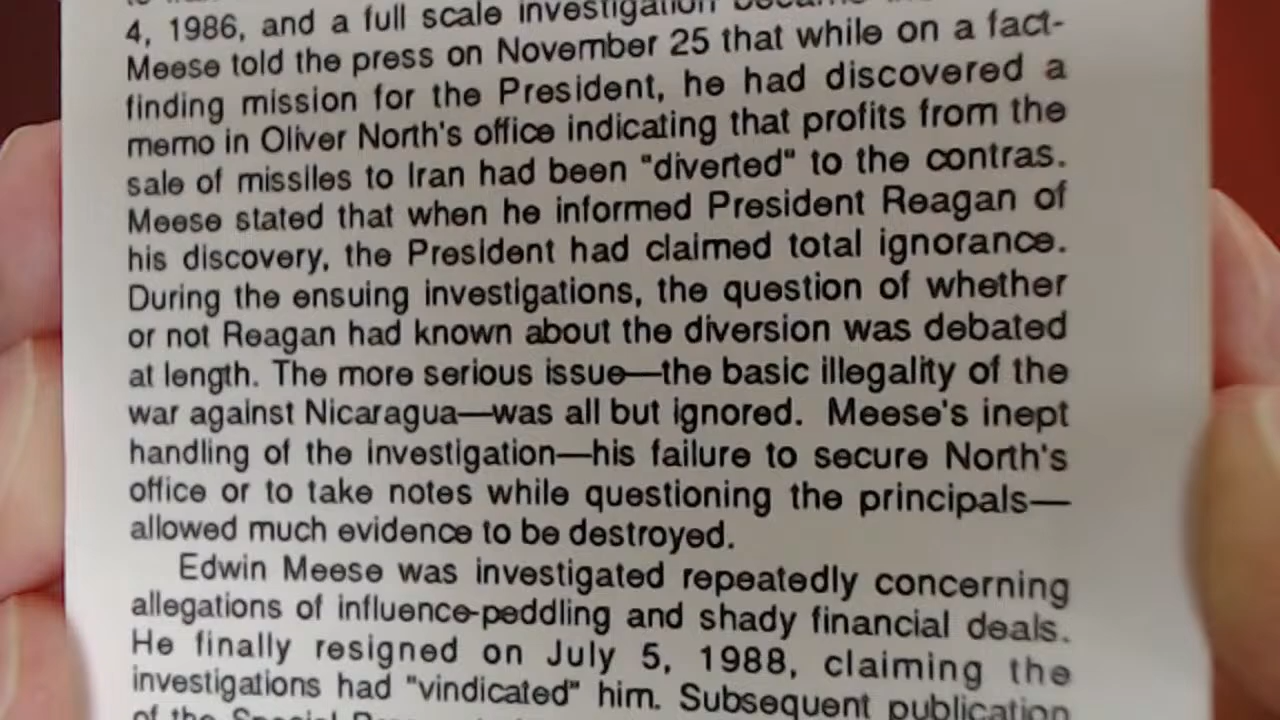 4, 1986, and a full scale investigation
Meese told the press on November 25 that while on a fact-
finding mission for the President, he had discovered a
memo in Oliver North's office indicating that profits from the
sale of missiles to Iran had been "diverted" to the contras.
Meese stated that when he informed President Reagan of
his discovery, the President had claimed total ignorance.
During the ensuing investigations, the question of whether
or not Reagan had known about the diversion was debated
at length. The more serious issue—the basic illegality of the
war against Nicaragua—was all but ignored. Meese's inept
handling of the investigation—his failure to secure North's
office or to take notes while questioning the principals—
allowed much evidence to be destroyed.
Edwin Meese was investigated repeatedly concerning
allegations of influence-peddling and shady financial deals.
He finally resigned on July 5, 1988, claiming the
investigations had "vindicated" him. Subsequent publication
of the Special